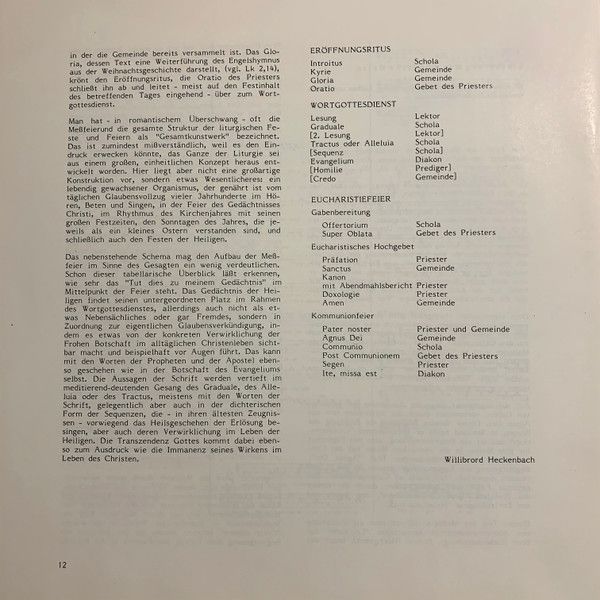 in der die Gemeinde bereits versammelt ist. Das Glo-
ria, dessen Text eine Weiterführung des Engelshymnus
aus der Weihnachtsgeschichte darstellt, (vgl. Lk 2,14),
krönt den Eröffnungsritus, die Oratio des Priesters
schließt ihn ab und leitet - meist auf den Festinhalt
des betreffenden Tages eingehend - über zum Wort-
gottesdienst.
Man hat - in romantischem Überschwang - oft die
Meßfeierund die gesamte Struktur der liturgischen Fe-
ste und Feiern als "Gesamtkunstwerk" bezeichnet.
Das ist zumindest mißverständlich, weil es den Ein-
druck erwecken könnte, das Ganze der Liturgie sei
aus einem großen, einheitlichen Konzept heraus ent-
wickelt worden. Hier liegt aber nicht eine großartige
Konstruktion vor, sondern etwas Wesentlicheres: ein
lebendig gewachsener Organismus, der genährt ist vom
täglichen Glaubensvollzug vieler Jahrhunderte im Hö-
ren, Beten und Singen, in der Feier des Gedächtnisses
Christi, im Rhythmus des Kirchenjahres mit seinen
großen Festzeiten, den Sonntagen des Jahres, die je-
weils als ein kleines Ostern verstanden sind, und
schließlich auch den Festen der Heiligen.
Das nebenstehende Schema mag den Aufbau der Meß-
feier im Sinne des Gesagten ein wenig verdeutlichen.
Schon dieser tabellarische Überblick läßt erkennen,
wie sehr das "Tut dies zu meinem Gedächtnis" im
Mittelpunkt der Feier steht. Das Gedächtnis der Hei-
ligen findet seinen untergeordneten Platz im Rahmen
des Wortgottesdienstes, allerdings auch nicht als et-
was Nebensächliches oder gar Fremdes, sondern in
Zuordnung zur eigentlichen Glaubensverkündigung, in-
dem es etwas von der konkreten Verwirklichung der
Frohen Botschaft im alltäglichen Christenleben sicht-
bar macht und beispielhaft vor Augen führt. Das kann
mit den Worten der Propheten und der Apostel eben-
so geschehen wie in der Botschaft des Evangeliums
selbst. Die Aussagen der Schrift werden vertieft im
meditierend-deutenden Gesang des Graduale, des Alle-
luia oder des Tractus, meistens mit den Worten der
Schrift, gelegentlich aber auch in der dichterischen
Form der Sequenzen, die - in ihren ältesten Zeugnis-
sen - vorwiegend das Heilsgeschehen der Erlösung be-
singen, aber auch deren Verwirklichung im Leben der
Heiligen. Die Transzendenz Gottes kommt dabei eben-
so zum Ausdruck wie die Immanenz seines Wirkens im
Leben des Christen.
ERÖFFNUNGSRITUS
Introitus Schola
Kyrie Gemeinde
Gloria Gemeinde
Oratio Gebet des Priesters
WORTGOTTESDIENST
Lesung Lektor
Graduale Schola
[2. Lesung Lektor]
Tractus oder Alleluia Schola
[Sequenz Schola]
Evangelium Diakon
[Homilie Prediger]
[Credo Gemeinde]
EUCHARISTIEFEIER
Gabenbereitung
Offertorium Schola
Super Oblata Gebet des Priesters
Eucharistisches Hochgebet
Präfation Priester
Sanctus Gemeinde
Kanon
mit Abendmahlsbericht Priester
Doxologie Priester
Amen Gemeinde
Kommunionfeier
Pater noster Priester und Gemeinde
Agnus Dei Gemeinde
Communio Schola
Post Communionem Gebet des Priesters
Segen Priester
Ite, missa est Diakon
Willibrord Heckenbach
12